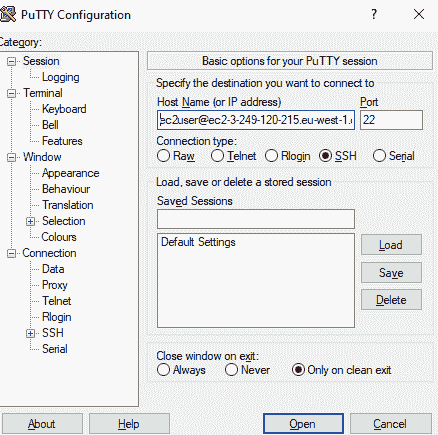 PuTTY Configuration
Category:
Session
Logging
Terminal
Keyboard
Bell
Features
Window
Appearance
Behaviour
Translation
Selection
Colours
Connection
Data
Proxy
Telnet
Rlogin
SSH
Serial
Basic options for your PuTTY session
Specify the destination you want to connect to
Host Name (or IP address) Port
ec2user@ec2-3-249-120-215.eu-west-1. 22
Connection type:
Raw Telnet Rlogin SSH Serial
Load, save or delete a stored session
Saved Sessions
Default Settings
Load
Save
Delete
Close window on exit:
Always Never Only on clean exit
About Help Open Cancel